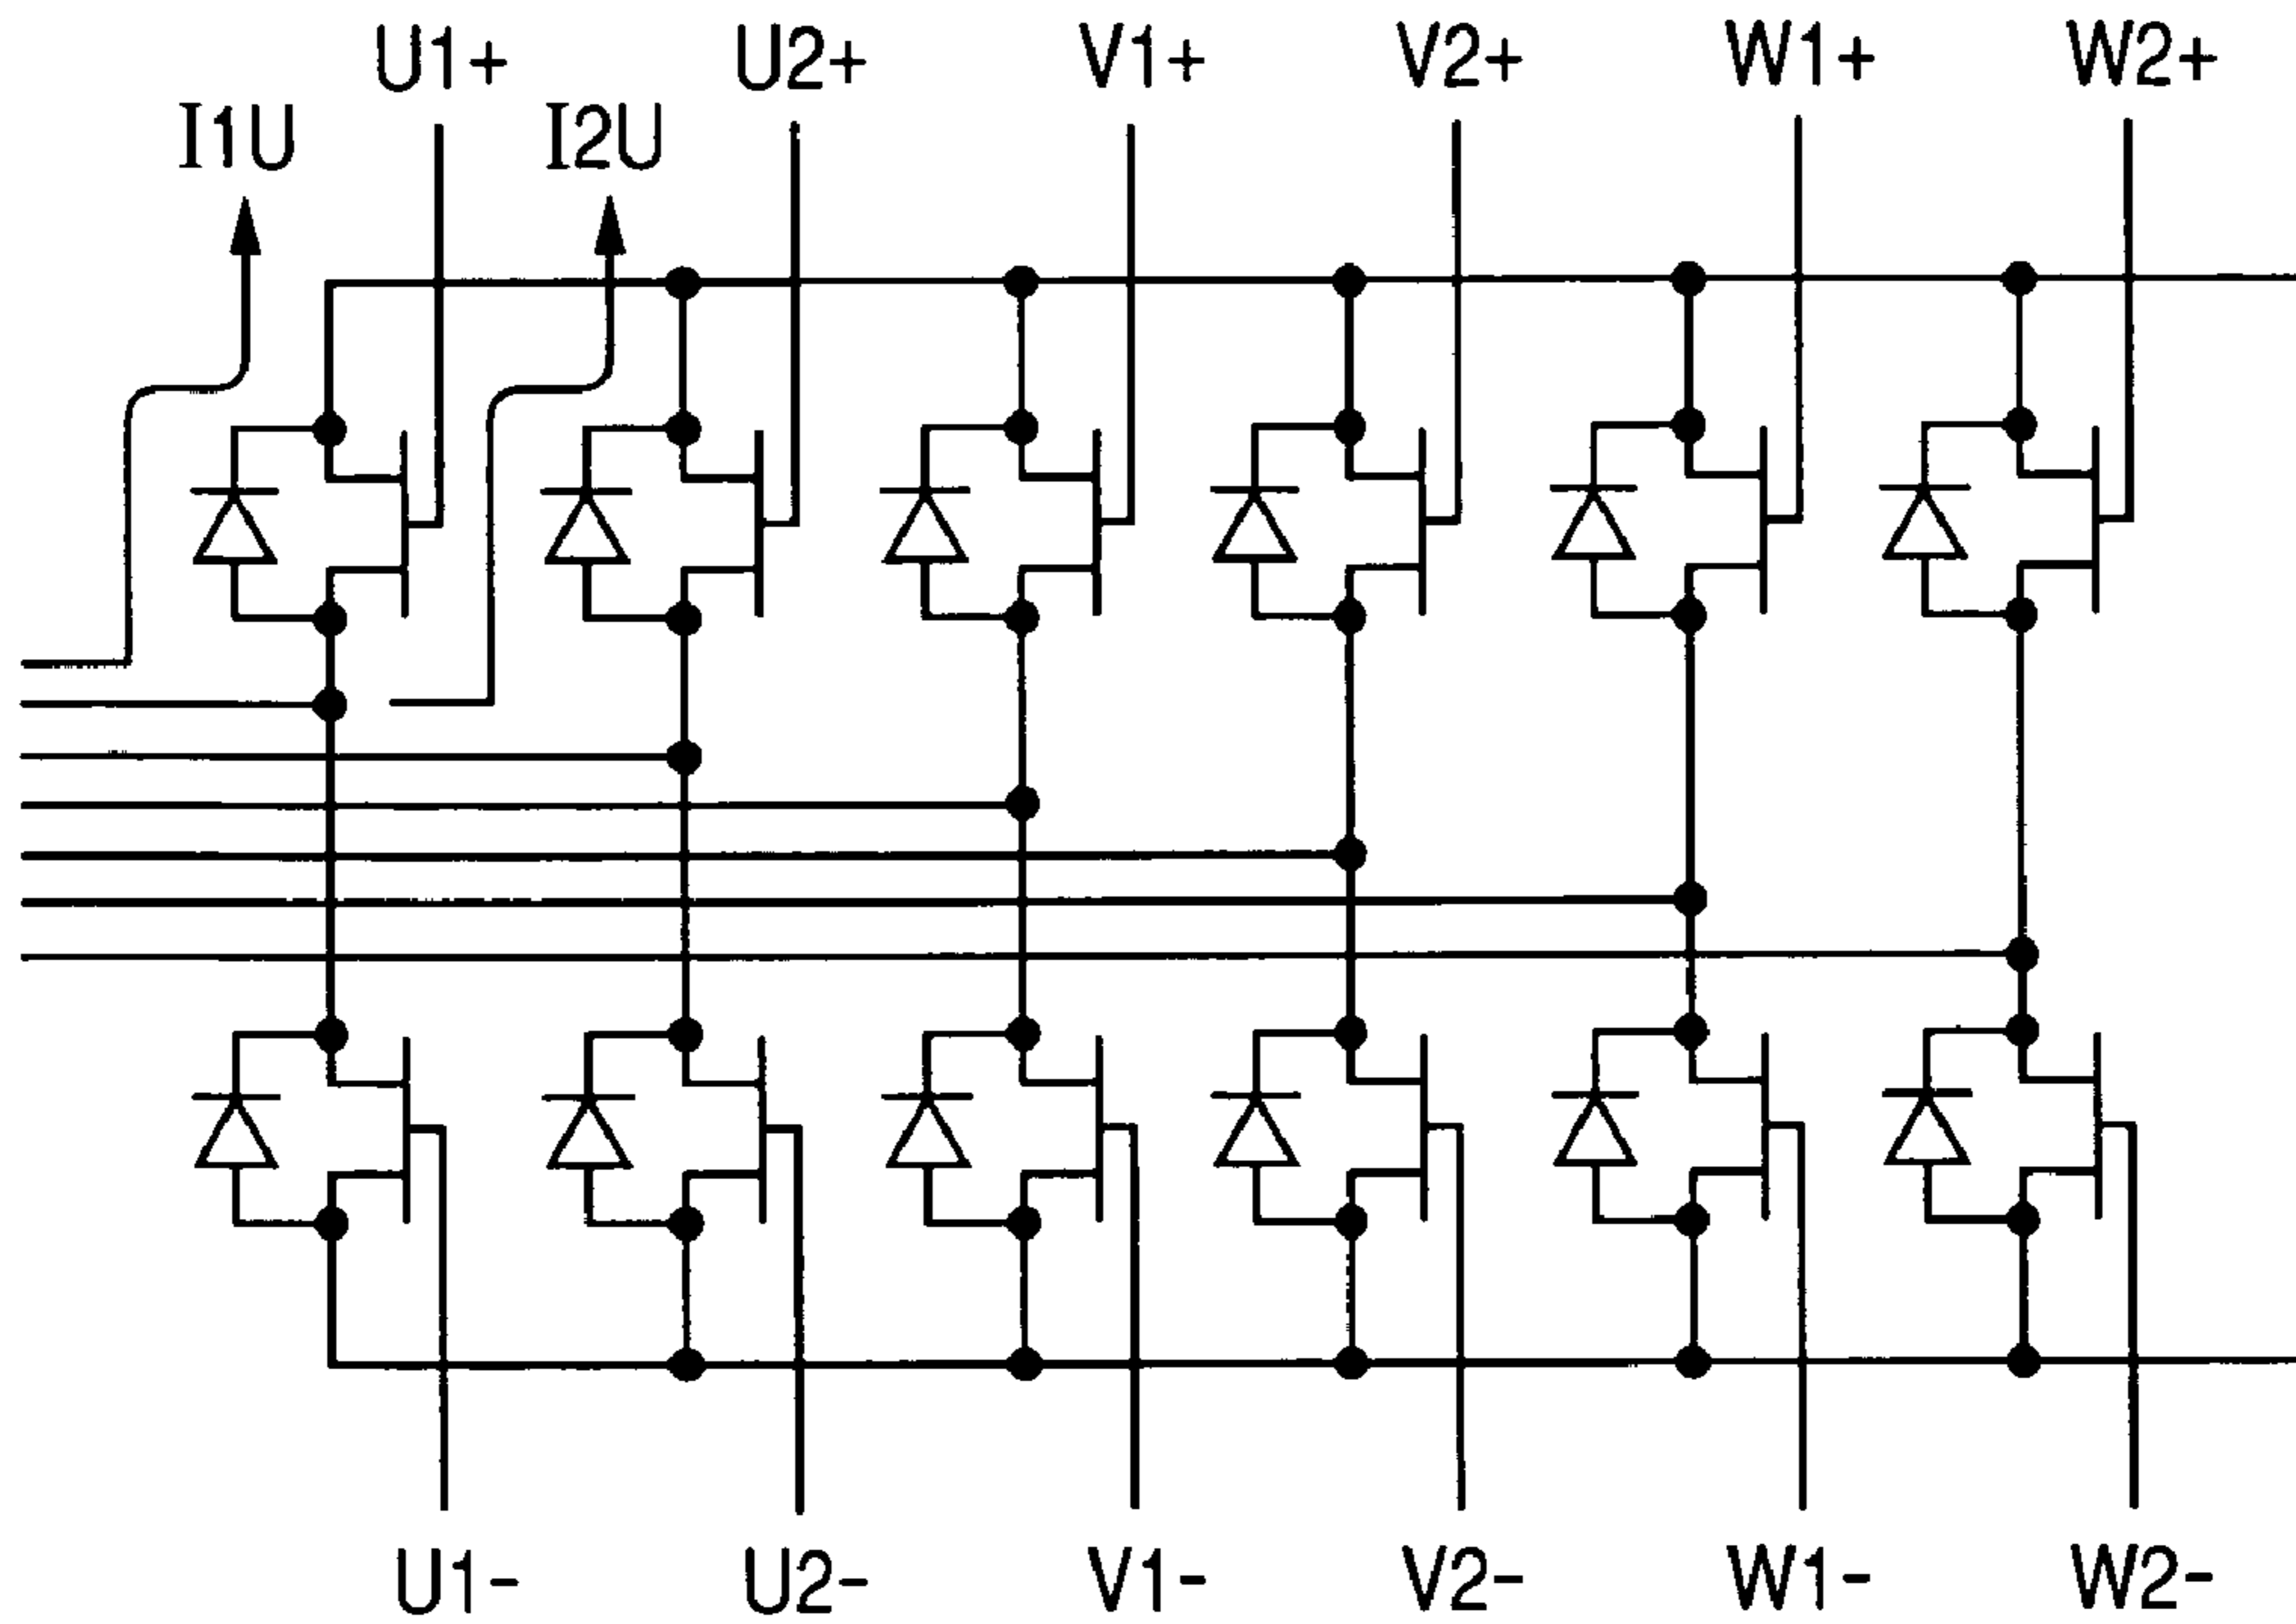 U1+ U2+ V1+ V2+ W1+ W2+
I1U I2U
U1- U2- V1- V2- W1- W2-